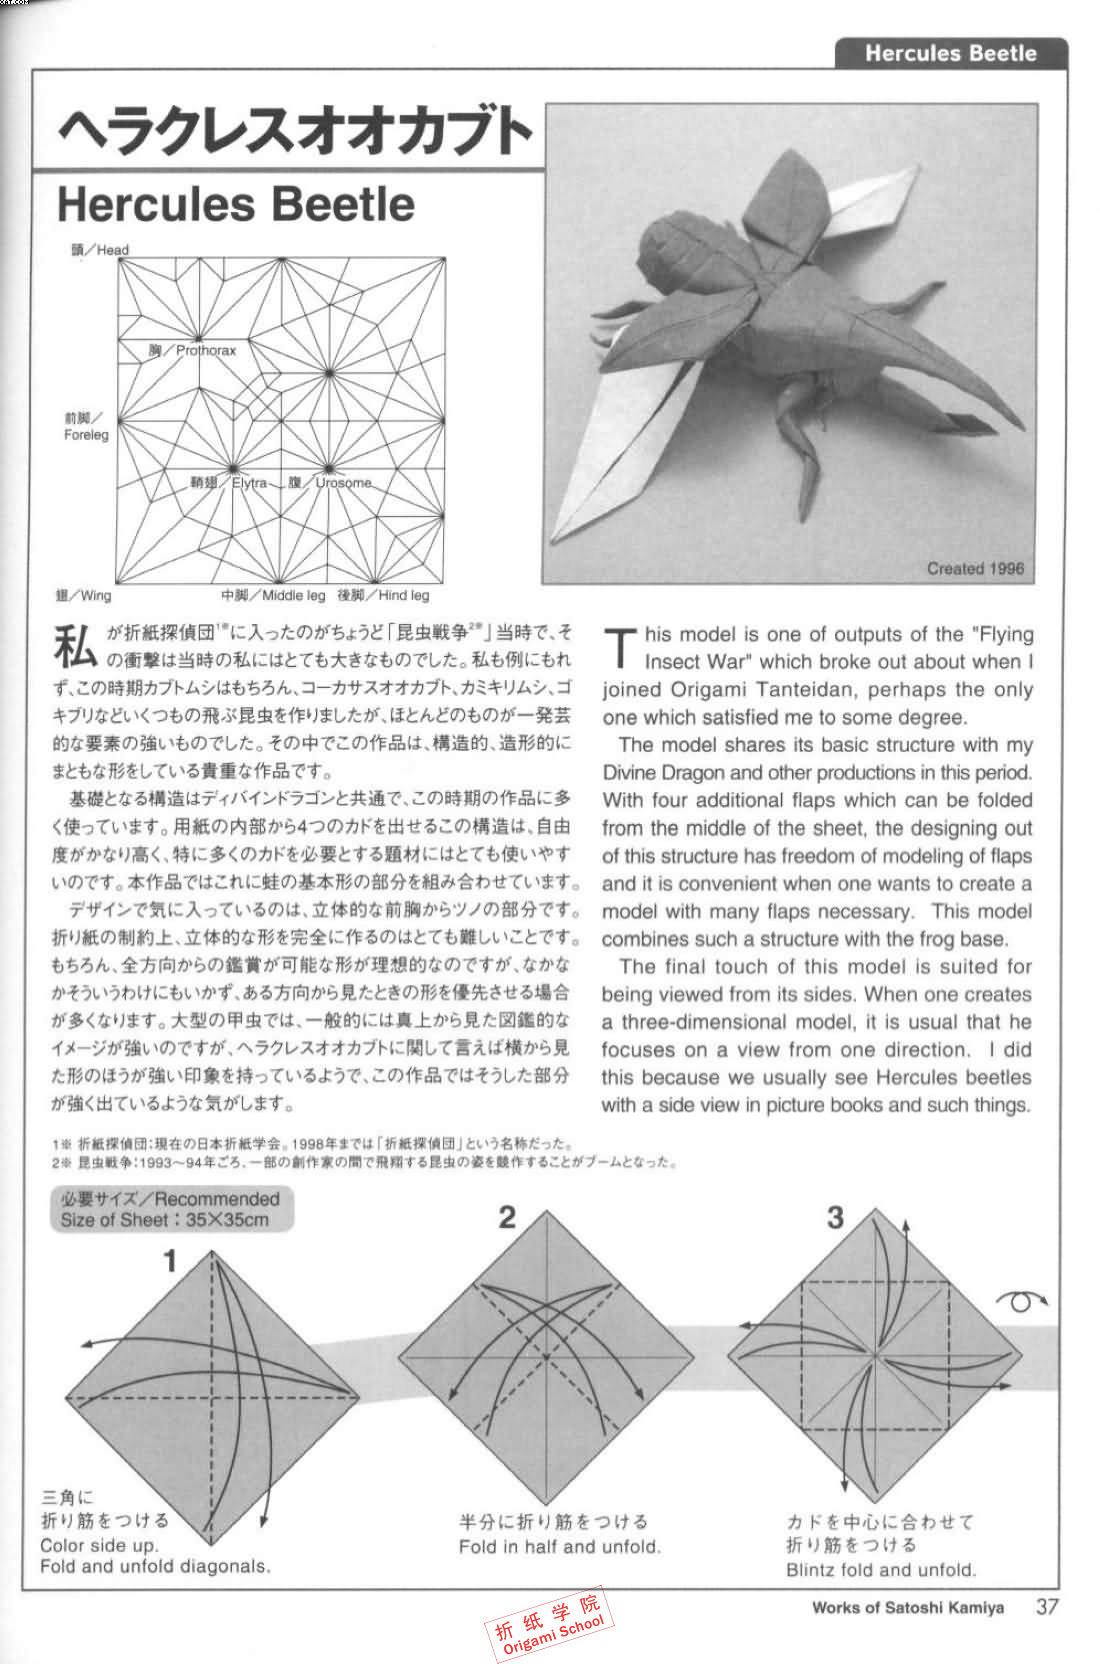 Hercules Beetle
ヘラクレスオオカブト
Hercules Beetle
頭／Head
胸／Prothorax
前脚／
Foreleg
鞘翅／Elytra
腹／Urosome
翅／Wing
中脚／Middle leg
後脚／Hind leg
Created 1996
私が折紙探偵団1※に入ったのがちょうど「昆虫戦争2※」当時で、そ
の衝撃は当時の私にはとても大きなものでした。私も例にもれ
ず、この時期カブトムシはもちろん、コーカサスオオカブト、カミキリムシ、ゴ
キブリなどいくつもの飛ぶ昆虫を作りましたが、ほとんどのものが一発芸
的な要素の強いものでした。その中でこの作品は、構造的、造形的に
まともな形をしている貴重な作品です。
基礎となる構造はディバインドラゴンと共通で、この時期の作品に多
く使っています。用紙の内部から4つのカドを出せるこの構造は、自由
度がかなり高く、特に多くのカドを必要とする題材にはとても使いやす
いのです。本作品ではこれに蛙の基本形の部分を組み合わせています。
デザインで気に入っているのは、立体的な前胸からツノの部分です。
折り紙の制約上、立体的な形を完全に作るのはとても難しいことです。
もちろん、全方向からの鑑賞が可能な形が理想的なのですが、なかな
かそういうわけにもいかず、ある方向から見たときの形を優先させる場合
が多くなります。大型の甲虫では、一般的には真上から見た図鑑的な
イメージが強いのですが、ヘラクレスオオカブトに関して言えば横から見
た形のほうが強い印象を持っているようで、この作品ではそうした部分
が強く出ているような気がします。
This model is one of outputs of the "Flying
Insect War" which broke out about when I
joined Origami Tanteidan, perhaps the only
one which satisfied me to some degree.
The model shares its basic structure with my
Divine Dragon and other productions in this period.
With four additional flaps which can be folded
from the middle of the sheet, the designing out
of this structure has freedom of modeling of flaps
and it is convenient when one wants to create a
model with many flaps necessary. This model
combines such a structure with the frog base.
The final touch of this model is suited for
being viewed from its sides. When one creates
a three-dimensional model, it is usual that he
focuses on a view from one direction. I did
this because we usually see Hercules beetles
with a side view in picture books and such things.
1※ 折紙探偵団：現在の日本折紙学会。1998年までは「折紙探偵団」という名称だった。
2※ 昆虫戦争：1993〜94年ごろ、一部の創作家の間で飛翔する昆虫の姿を競作することがブームとなった。
必要サイズ／Recommended
Size of Sheet：35×35cm
1
三角に
折り筋をつける
Color side up.
Fold and unfold diagonals.
2
半分に折り筋をつける
Fold in half and unfold.
3
カドを中心に合わせて
折り筋をつける
Blintz fold and unfold.
折纸学院
Origami School
Works of Satoshi Kamiya 37